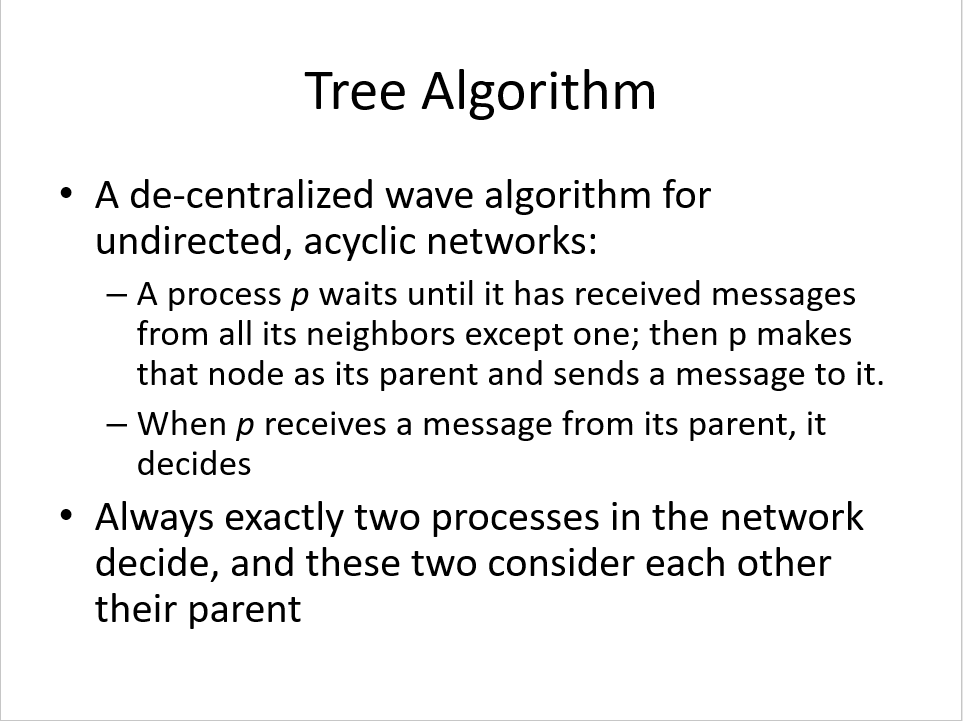 Tree Algorithm
• A de-centralized wave algorithm for
undirected, acyclic networks:
– A process p waits until it has received messages
from all its neighbors except one; then p makes
that node as its parent and sends a message to it.
– When p receives a message from its parent, it
decides
• Always exactly two processes in the network
decide, and these two consider each other
their parent